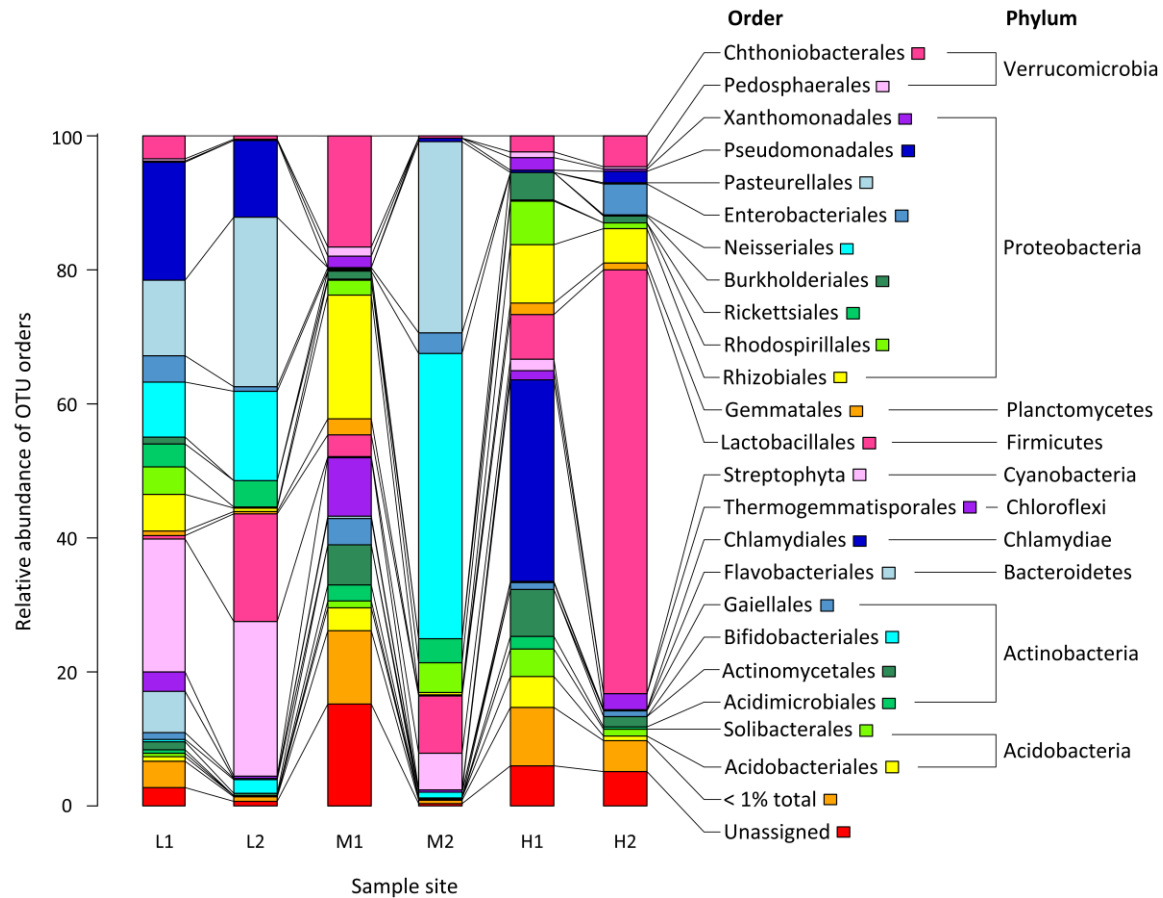 Order Phylum
Chthoniobacterales
Verrucomicrobia
Pedosphaerales
Xanthomonadales
Pseudomonadales
Pasteurellales
Enterobacteriales
Neisseriales Proteobacteria
Burkholderiales
Rickettsiales
Rhodospirillales
Rhizobiales
Gemmatales Planctomycetes
Lactobacillales Firmicutes
Streptophyta Cyanobacteria
Thermogemmatisporales Chloroflexi
Chlamydiales Chlamydiae
Flavobacteriales Bacteroidetes
Gaiellales
Bifidobacteriales
Actinobacteria
Actinomycetales
Acidimicrobiales
Solibacterales
Acidobacteria
Acidobacteriales
< 1% total
Unassigned
Relative abundance of OTU orders
100
80
60
40
20
0
L1 L2 M1 M2 H1 H2
Sample site